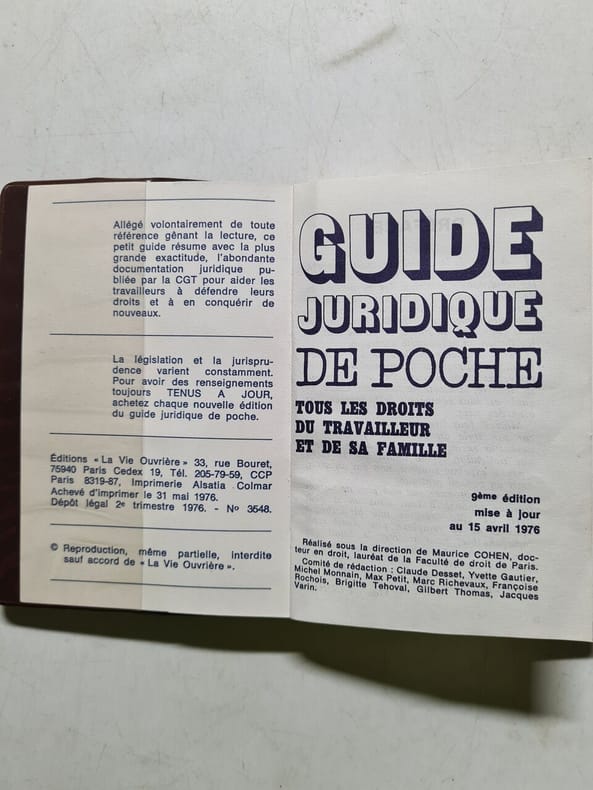 Allégé volontairement de toute
référence gênant la lecture, ce
petit guide résume avec la plus
grande exactitude, l'abondante
documentation juridique pu-
bliée par la CGT pour aider les
travailleurs à défendre leurs
droits et à en conquérir de
nouveaux.
La législation et la jurispru-
dence varient constamment.
Pour avoir des renseignements
toujours TENUS A JOUR,
achetez chaque nouvelle édition
du guide juridique de poche.
Éditions « La Vie Ouvrière » 33, rue Bouret,
75940 Paris Cedex 19, Tél. 205-79-59, CCP
Paris 8319-87, Imprimerie Alsatia Colmar
Achevé d'imprimer le 31 mai 1976.
Dépôt légal 2e trimestre 1976. - No 3548.
© Reproduction, même partielle, interdite
sauf accord de « La Vie Ouvrière ».
GUIDE
JURIDIQUE
DE POCHE
TOUS LES DROITS
DU TRAVAILLEUR
ET DE SA FAMILLE
9ème édition
mise à jour
au 15 avril 1976
Réalisé sous la direction de Maurice COHEN, doc-
teur en droit, lauréat de la Faculté de droit de Paris.
Comité de rédaction : Claude Desset, Yvette Gautier,
Michel Monnain, Max Petit, Marc Richevaux, Françoise
Rochois, Brigitte Tehoval, Gilbert Thomas, Jacques
Varin.